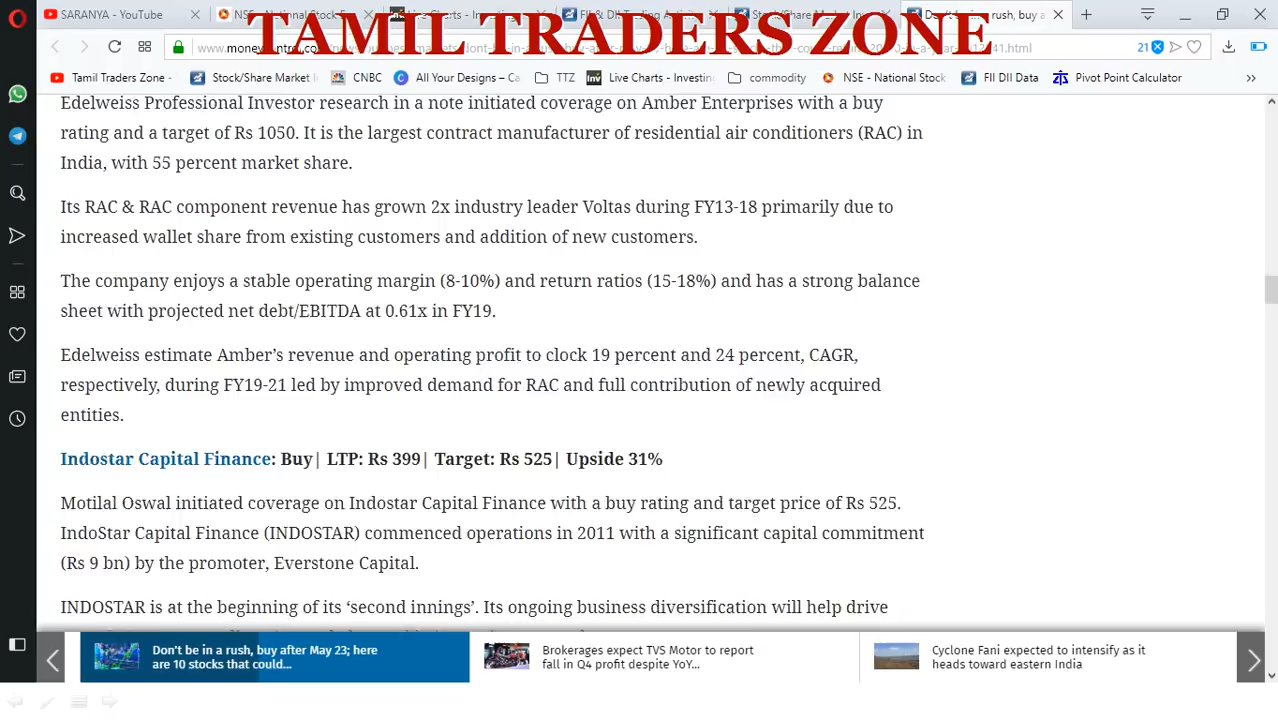 SARANYA - YouTube
TAMIL TRADERS ZONE
Tamil Traders Zone -
Stock/Share Market I
CNBC
All Your Designs – Ca
TTZ
Live Charts - Investing
commodity
NSE - National Stock
FII DII Data
Pivot Point Calculator
21
Edelweiss Professional Investor research in a note initiated coverage on Amber Enterprises with a buy
rating and a target of Rs 1050. It is the largest contract manufacturer of residential air conditioners (RAC) in
India, with 55 percent market share.
Its RAC & RAC component revenue has grown 2x industry leader Voltas during FY13-18 primarily due to
increased wallet share from existing customers and addition of new customers.
The company enjoys a stable operating margin (8-10%) and return ratios (15-18%) and has a strong balance
sheet with projected net debt/EBITDA at 0.61x in FY19.
Edelweiss estimate Amber’s revenue and operating profit to clock 19 percent and 24 percent, CAGR,
respectively, during FY19-21 led by improved demand for RAC and full contribution of newly acquired
entities.
Indostar Capital Finance: Buy| LTP: Rs 399| Target: Rs 525| Upside 31%
Motilal Oswal initiated coverage on Indostar Capital Finance with a buy rating and target price of Rs 525.
IndoStar Capital Finance (INDOSTAR) commenced operations in 2011 with a significant capital commitment
(Rs 9 bn) by the promoter, Everstone Capital.
INDOSTAR is at the beginning of its ‘second innings’. Its ongoing business diversification will help drive
Don't be in a rush, buy after May 23; here
are 10 stocks that could...
Brokerages expect TVS Motor to report
fall in Q4 profit despite YoY...
Cyclone Fani expected to intensify as it
heads toward eastern India